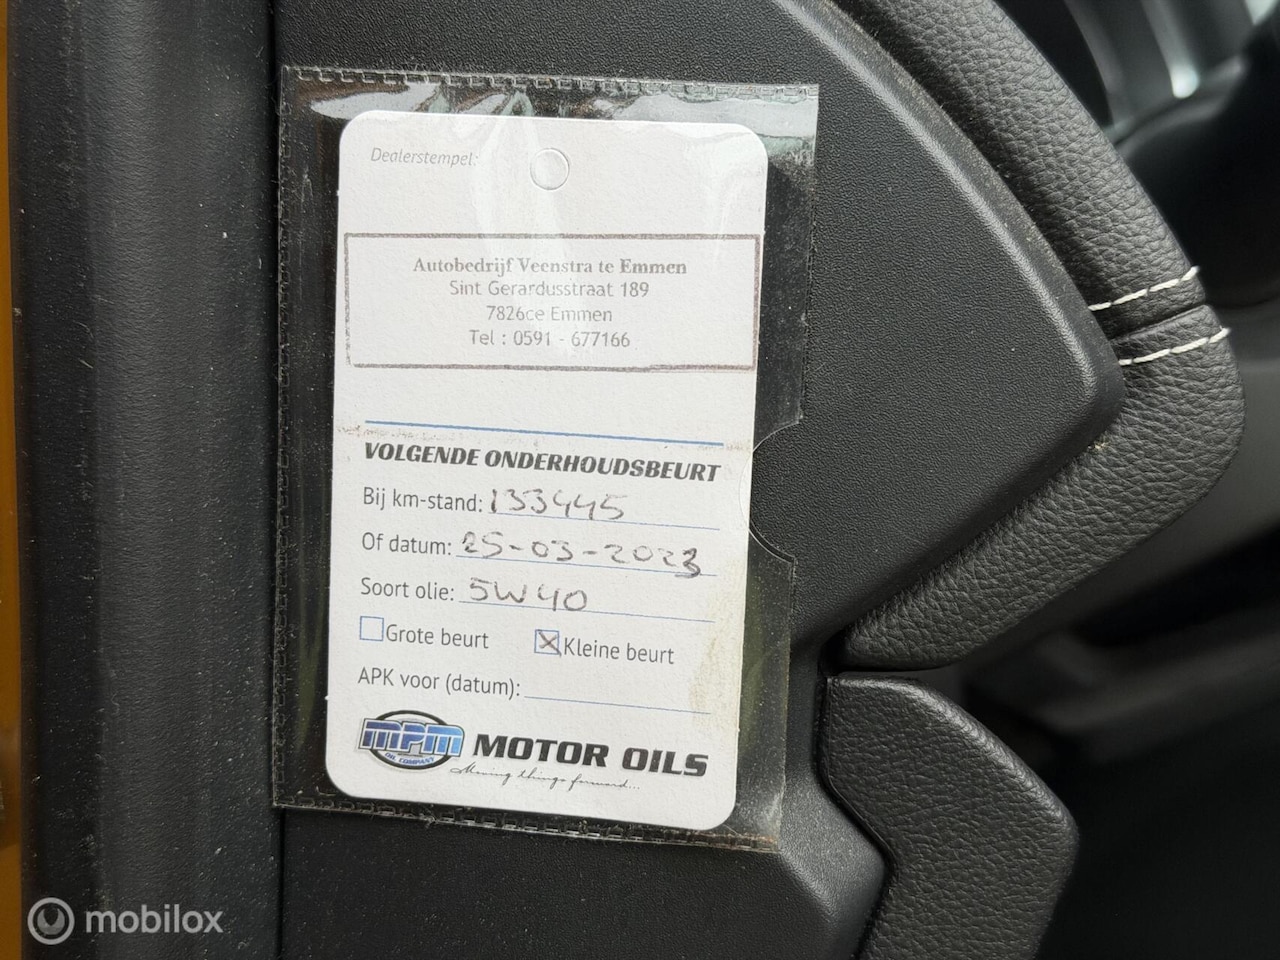 Dealerstempel:
Autobedrijf Veenstra te Emmen
Sint Gerardusstraat 189
7826ce Emmen
Tel : 0591 - 677166
VOLGENDE ONDERHOUDSBEURT
Bij km-stand: 133445
Of datum: 25-03-2023
Soort olie: 5W40
Grote beurt Kleine beurt
APK voor (datum):
MPM OIL COMPANY MOTOR OILS
Moving things forward...
mobilox